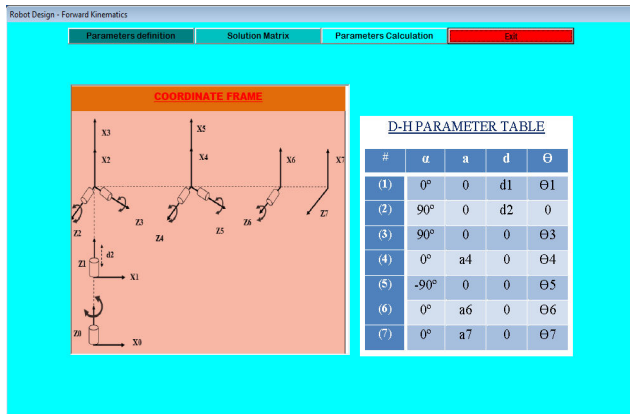 Robot Design - Forward Kinematics
Parameters definition Solution Matrix Parameters Calculation Exit
COORDINATE FRAME
X3 X5
X2 X4 X6 X7
Z3 Z5 Z6 Z7
Z2 Z4
Z1 d2
X1
Z0 X0
D-H PARAMETER TABLE
# α a d Θ
(1) 0° 0 d1 Θ1
(2) 90° 0 d2 0
(3) 90° 0 0 Θ3
(4) 0° a4 0 Θ4
(5) -90° 0 0 Θ5
(6) 0° a6 0 Θ6
(7) 0° a7 0 Θ7